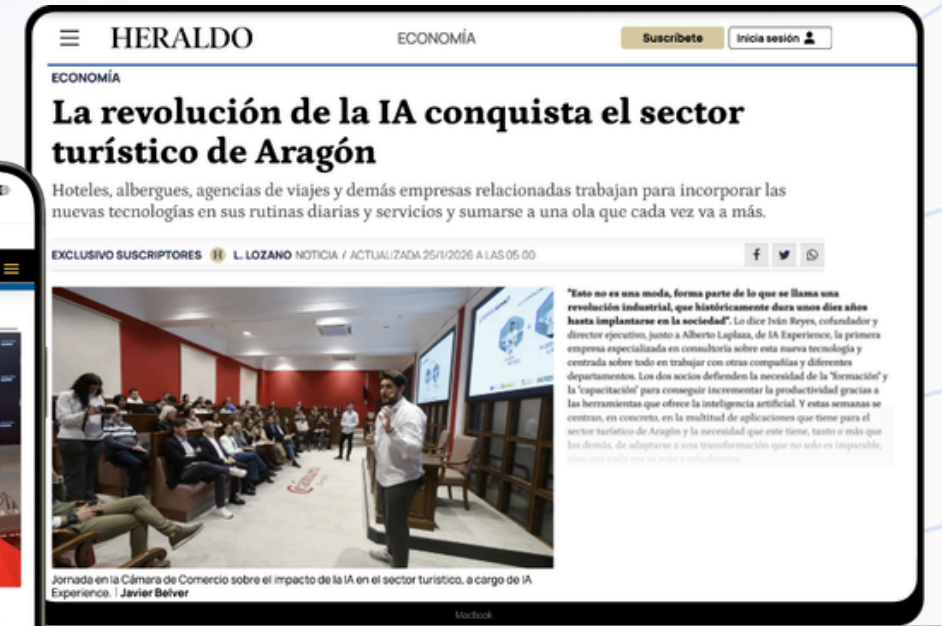 HERALDO
ECONOMÍA
Suscríbete
Inicia sesión
ECONOMÍA
La revolución de la IA conquista el sector
turístico de Aragón
Hoteles, albergues, agencias de viajes y demás empresas relacionadas trabajan para incorporar las
nuevas tecnologías en sus rutinas diarias y servicios y sumarse a una ola que cada vez va a más.
EXCLUSIVO SUSCRIPTORES H L. LOZANO NOTICIA / ACTUALIZADA 25/1/2026 A LAS 05:00
"Esto no es una moda, forma parte de lo que se llama una
revolución industrial, que históricamente dura unos diez años
hasta implantarse en la sociedad". Lo dice Iván Reyes, cofundador y
director ejecutivo, junto a Alberto Laplaza, de IA Experience, la primera
empresa especializada en consultoría sobre esta nueva tecnología y
centrada sobre todo en trabajar con otras compañías y diferentes
departamentos. Los dos socios defienden la necesidad de la "formación" y
la "capacitación" para conseguir incrementar la productividad gracias a
las herramientas que ofrece la inteligencia artificial. Y estas semanas se
centran, en concreto, en la multitud de aplicaciones que tiene para el
sector turístico de Aragón y la necesidad que este tiene, tanto o más que
los demás, de adaptarse a una transformación que no solo es imparable,
sino que cada vez va más y más deprisa.
Cámara
Jornada en la Cámara de Comercio sobre el impacto de la IA en el sector turístico, a cargo de IA
Experience. | Javier Belver
MacBook